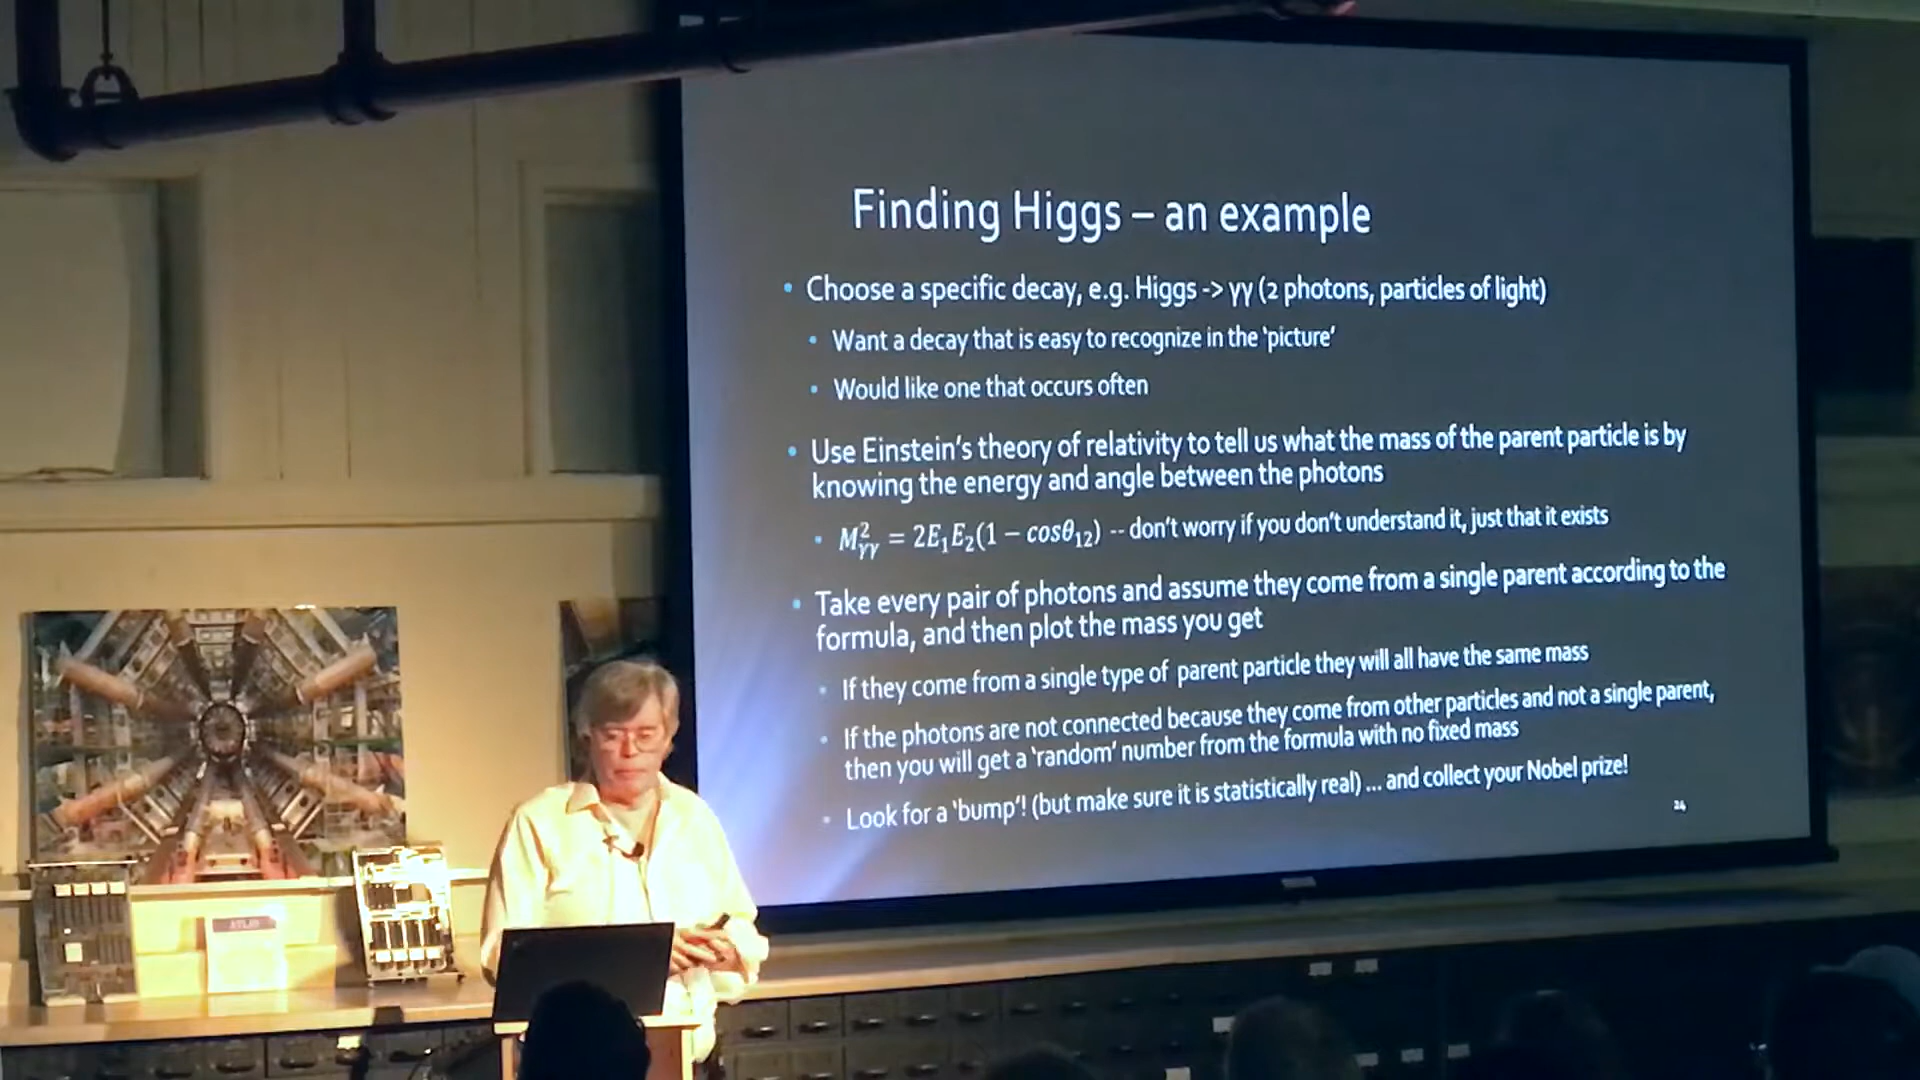 Finding Higgs – an example
• Choose a specific decay, e.g. Higgs -> γγ (2 photons, particles of light)
• Want a decay that is easy to recognize in the ‘picture’
• Would like one that occurs often
• Use Einstein’s theory of relativity to tell us what the mass of the parent particle is by
knowing the energy and angle between the photons
• M²γγ = 2E₁E₂(1 − cosθ₁₂) -- don’t worry if you don’t understand it, just that it exists
• Take every pair of photons and assume they come from a single parent according to the
formula, and then plot the mass you get
• If they come from a single type of parent particle they will all have the same mass
• If the photons are not connected because they come from other particles and not a single parent,
then you will get a ‘random’ number from the formula with no fixed mass
• Look for a ‘bump’! (but make sure it is statistically real) ... and collect your Nobel prize!
24
ATLAS